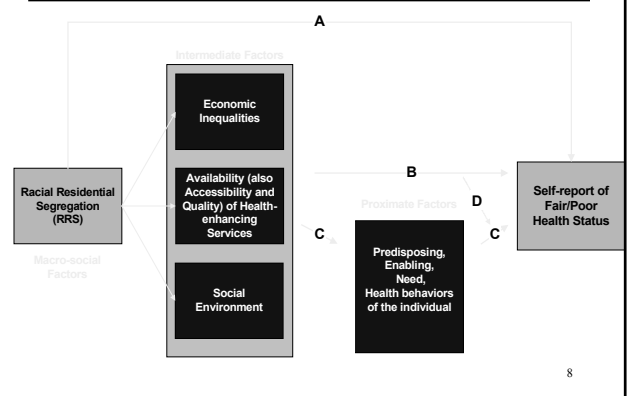 A
Intermediate Factors
Economic
Inequalities
Racial Residential
Segregation
(RRS)
Macro-social
Factors
Availability (also
Accessibility and
Quality) of Health-
enhancing
Services
Social
Environment
B
D
C
C
Proximate Factors
Predisposing,
Enabling,
Need,
Health behaviors
of the individual
Self-report of
Fair/Poor
Health Status
8